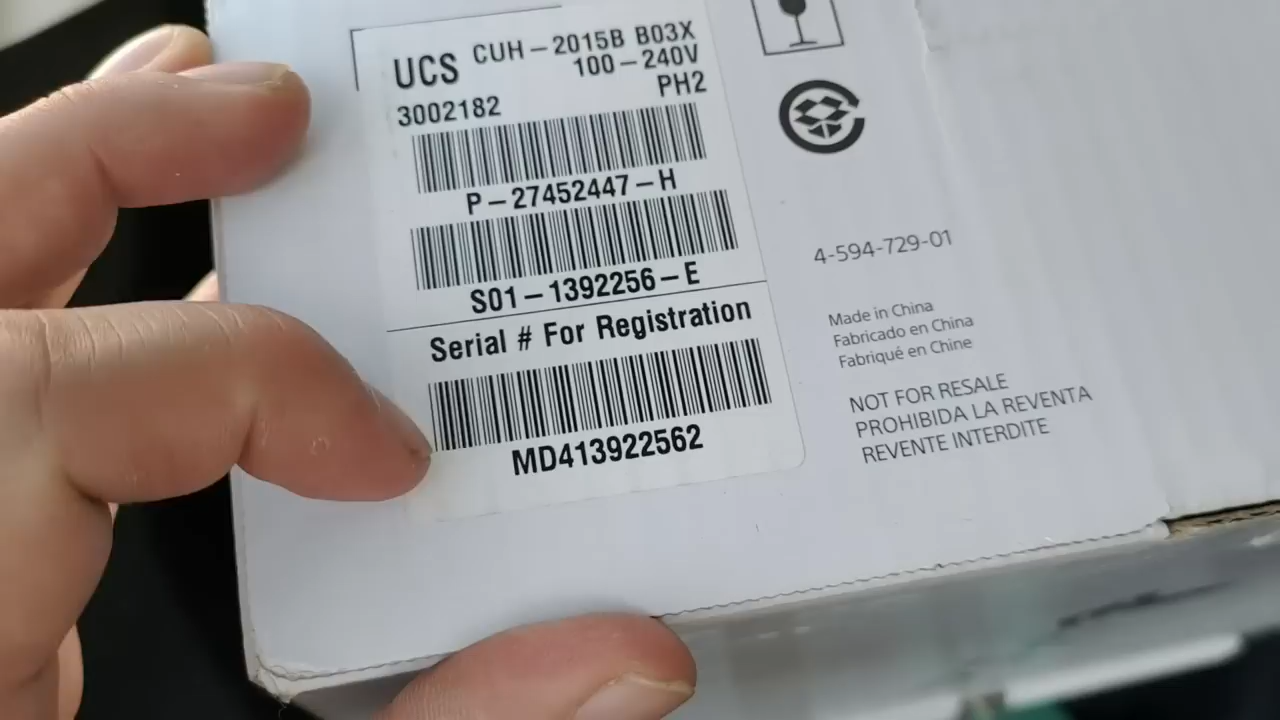 UCS CUH-2015B B03X
100-240V
3002182 PH2
P-27452447-H
S01-1392256-E
Serial # For Registration
MD413922562
4-594-729-01
Made in China
Fabricado en China
Fabriqué en Chine
NOT FOR RESALE
PROHIBIDA LA REVENTA
REVENTE INTERDITE